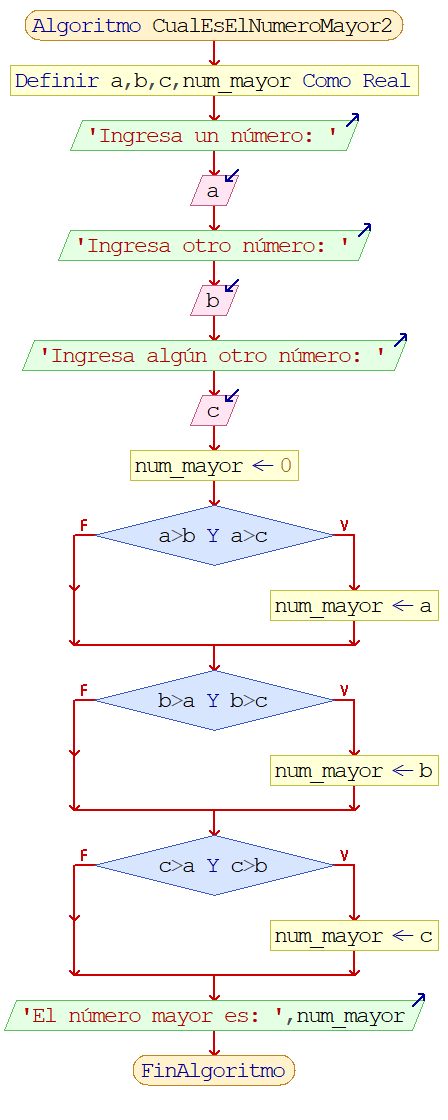 Algoritmo CualEsElNumeroMayor2
Definir a,b,c,num_mayor Como Real
'Ingresa un número: '
a
'Ingresa otro número: '
b
'Ingresa algún otro número: '
c
num_mayor ← 0
F
a>b Y a>c
V
num_mayor ← a
F
b>a Y b>c
V
num_mayor ← b
F
c>a Y c>b
V
num_mayor ← c
'El número mayor es: ',num_mayor
FinAlgoritmo